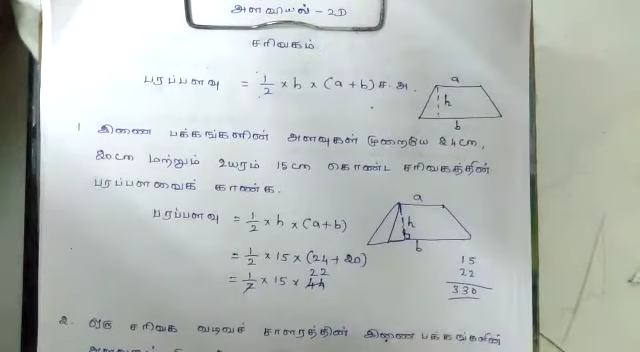 அளவியல் - 2D
சரிவகம்
பரப்பளவு = 1/2 × h × (a + b) ச.அ.
a
h
b
1 இணை பக்கங்களின் அளவுகள் முறையே 24 cm,
20 cm மற்றும் உயரம் 15 cm கொண்ட சரிவகத்தின்
பரப்பளவைக் காண்க.
பரப்பளவு = 1/2 × h × (a + b)
a
h
b
= 1/2 × 15 × (24 + 20)
= 1/2 × 15 × 44
22
15
22
330
2. ஒரு சரிவக வடிவச் சாளரத்தின் இணை பக்கங்களின்